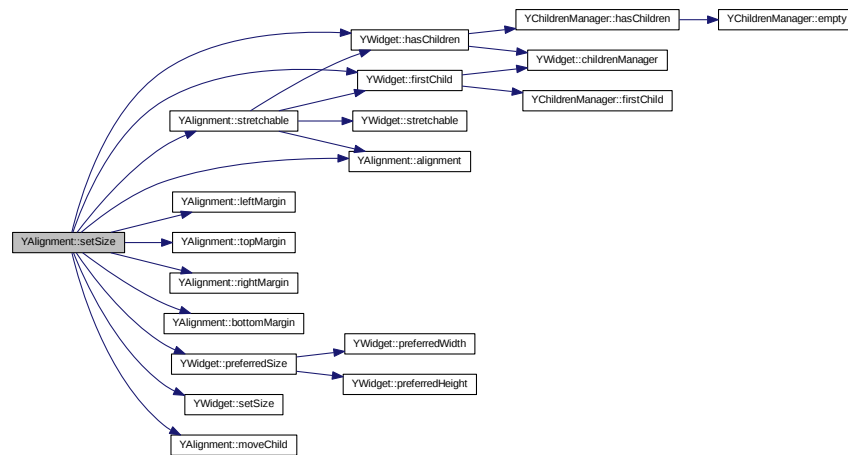 YChildrenManager::hasChildren
YChildrenManager::empty
YWidget::hasChildren
YWidget::childrenManager
YWidget::firstChild
YChildrenManager::firstChild
YAlignment::stretchable
YWidget::stretchable
YAlignment::alignment
YAlignment::leftMargin
YAlignment::setSize
YAlignment::topMargin
YAlignment::rightMargin
YAlignment::bottomMargin
YWidget::preferredWidth
YWidget::preferredSize
YWidget::preferredHeight
YWidget::setSize
YAlignment::moveChild